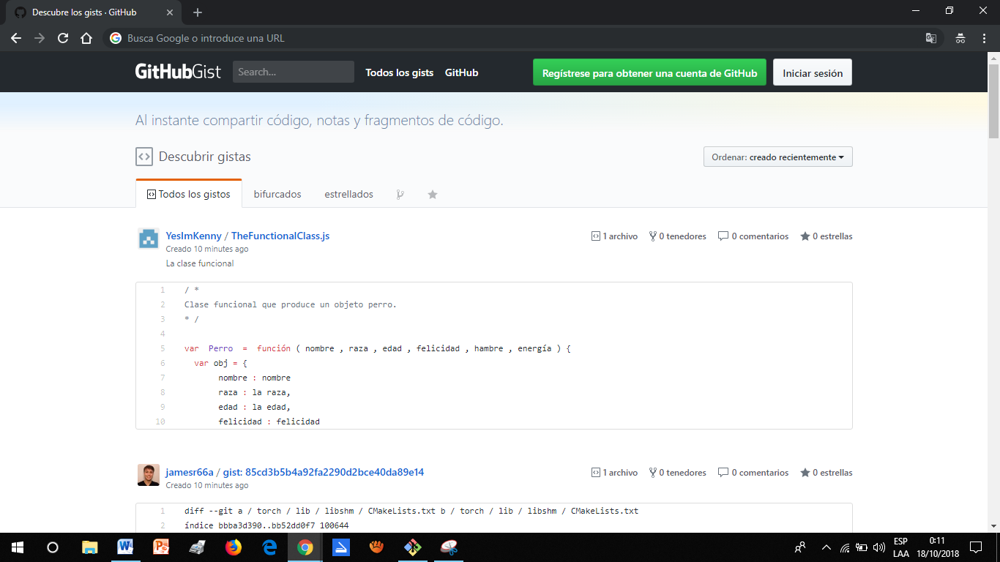 Descubre los gists · GitHub
Busca Google o introduce una URL
GitHubGist Search... Todos los gists GitHub Regístrese para obtener una cuenta de GitHub Iniciar sesión
Al instante compartir código, notas y fragmentos de código.
Descubrir gistas Ordenar: creado recientemente
Todos los gistos bifurcados estrellados
YesImKenny / TheFunctionalClass.js 1 archivo 0 tenedores 0 comentarios 0 estrellas
Creado 10 minutes ago
La clase funcional
1 / *
2 Clase funcional que produce un objeto perro.
3 * /
4
5 var Perro = función ( nombre , raza , edad , felicidad , hambre , energía ) {
6 var obj = {
7 nombre : nombre
8 raza : la raza,
9 edad : la edad,
10 felicidad : felicidad
jamesr66a / gist: 85cd3b5b4a92fa2290d2bce40da89e14 1 archivo 0 tenedores 0 comentarios 0 estrellas
Creado 10 minutes ago
1 diff --git a / torch / lib / libshm / CMakeLists.txt b / torch / lib / libshm / CMakeLists.txt
2 índice bbba3d390..bb52dd0f7 100644
ESP 0:11
LAA 18/10/2018